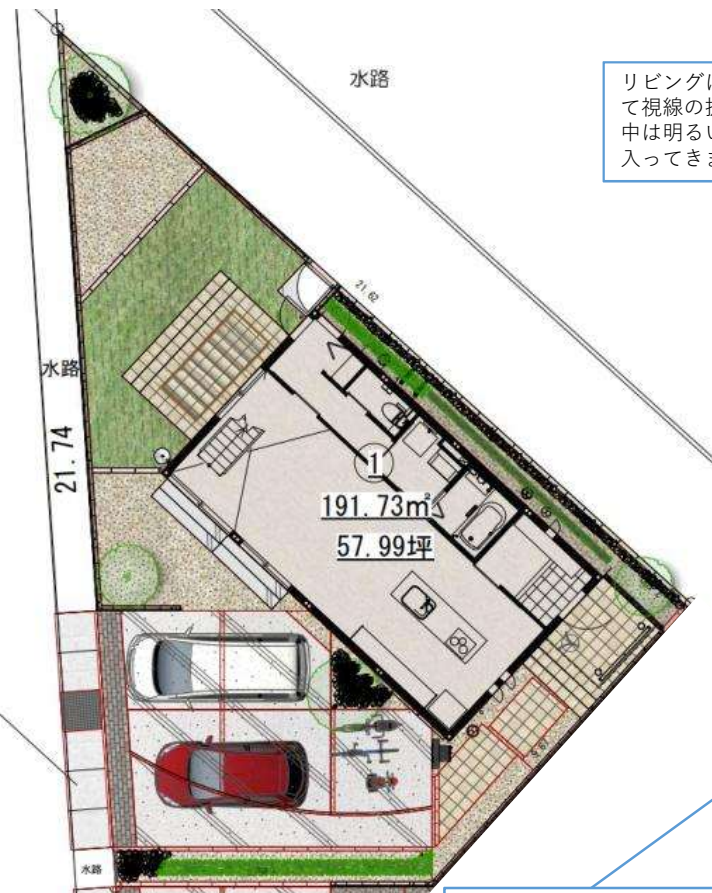 水路
リビングに
て視線の
中は明るい
入ってきま
21.62
水路
21.74
1
191.73㎡
57.99坪
水路